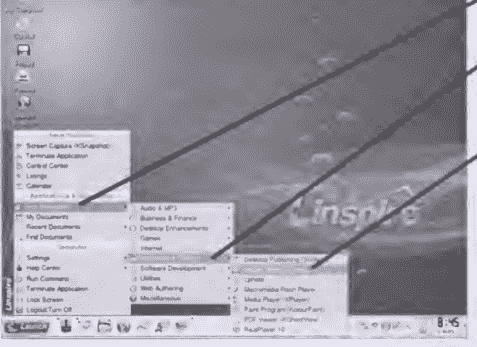 Screen Capture (KSnapshot)
Terminate Application
Control Center
Listings
Calendar
My Documents
Recent Documents
Find Documents
Settings
Help Center
Run Command
Terminate Application
Lock Screen
Logout/Turn Off
Linspire
Launch
Audio & MP3
Business & Finance
Desktop Enhancements
Games
Internet
Software Development
Utilities
Web Authoring
Miscellaneous
Desktop Publishing
Macromedia Flash Player
Media Player (KPlayer)
Paint Program (KolourPaint)
PDF Viewer (KGhostView)
RealPlayer 10
Linspire
8:45